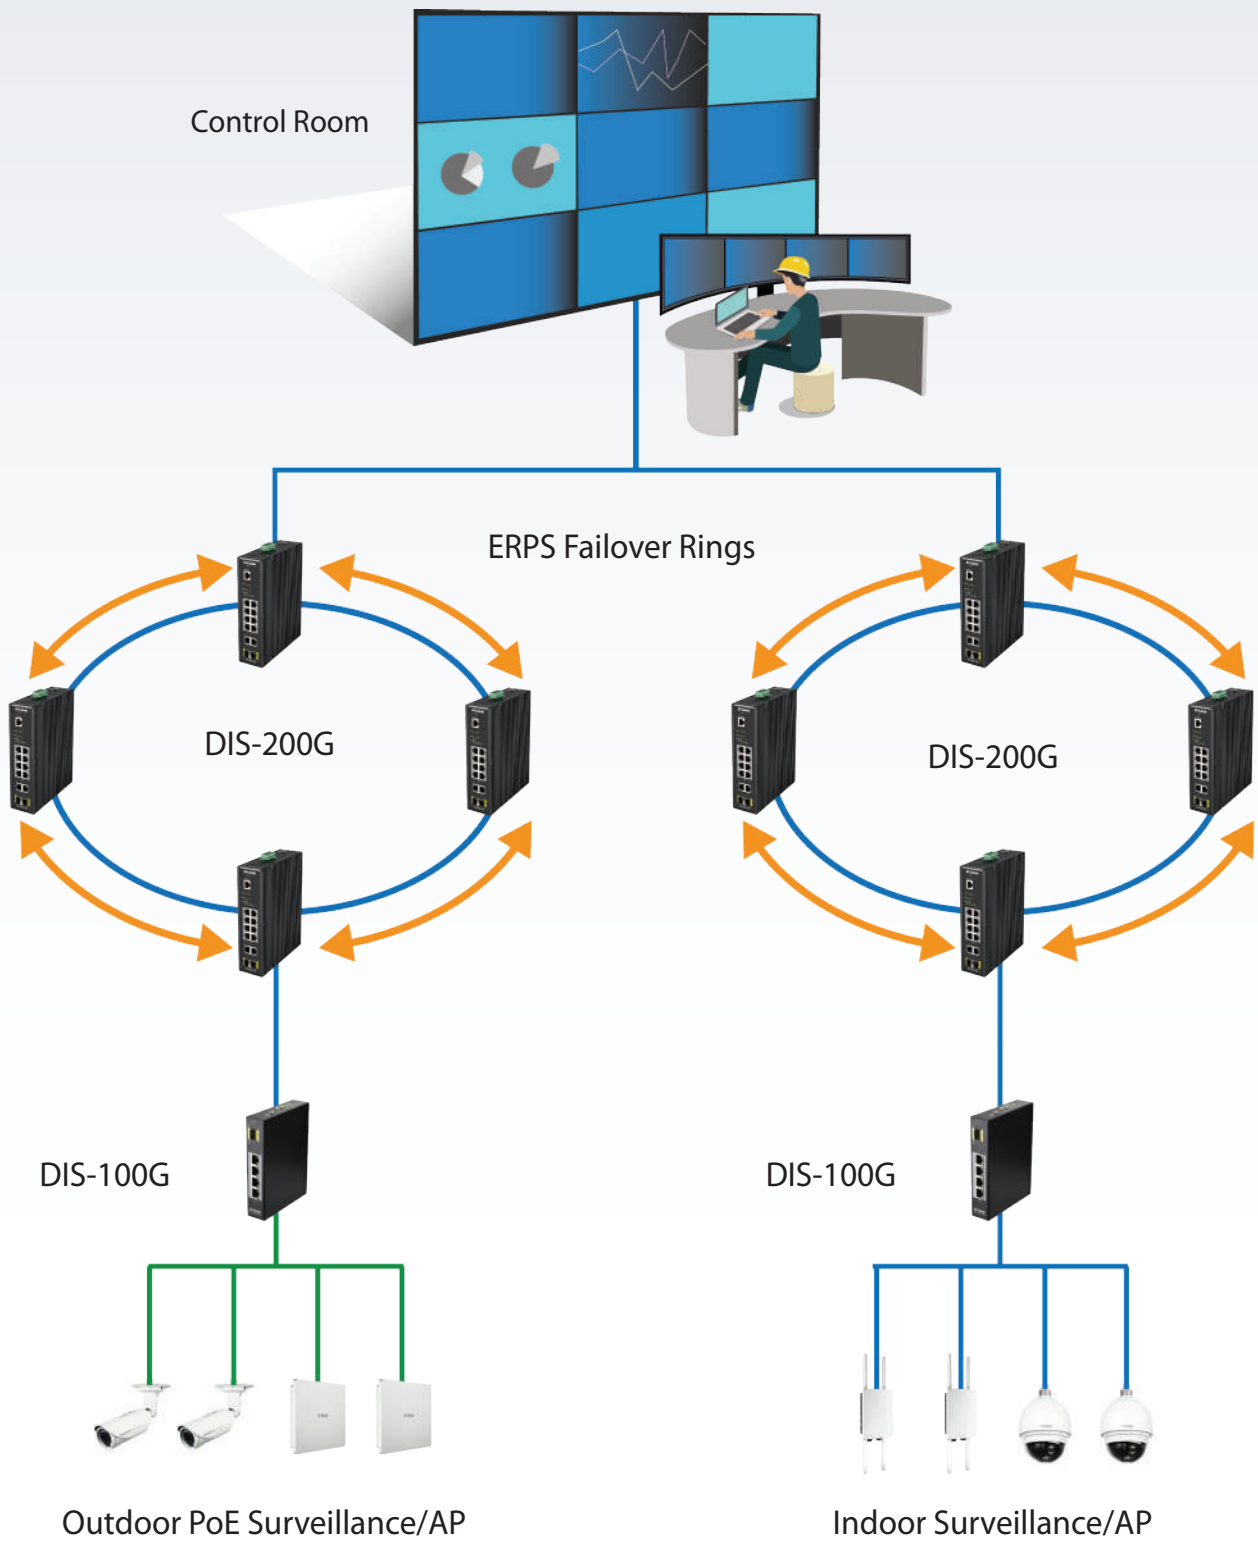 Control Room
ERPS Failover Rings
DIS-200G
DIS-200G
DIS-100G
DIS-100G
Outdoor PoE Surveillance/AP
Indoor Surveillance/AP